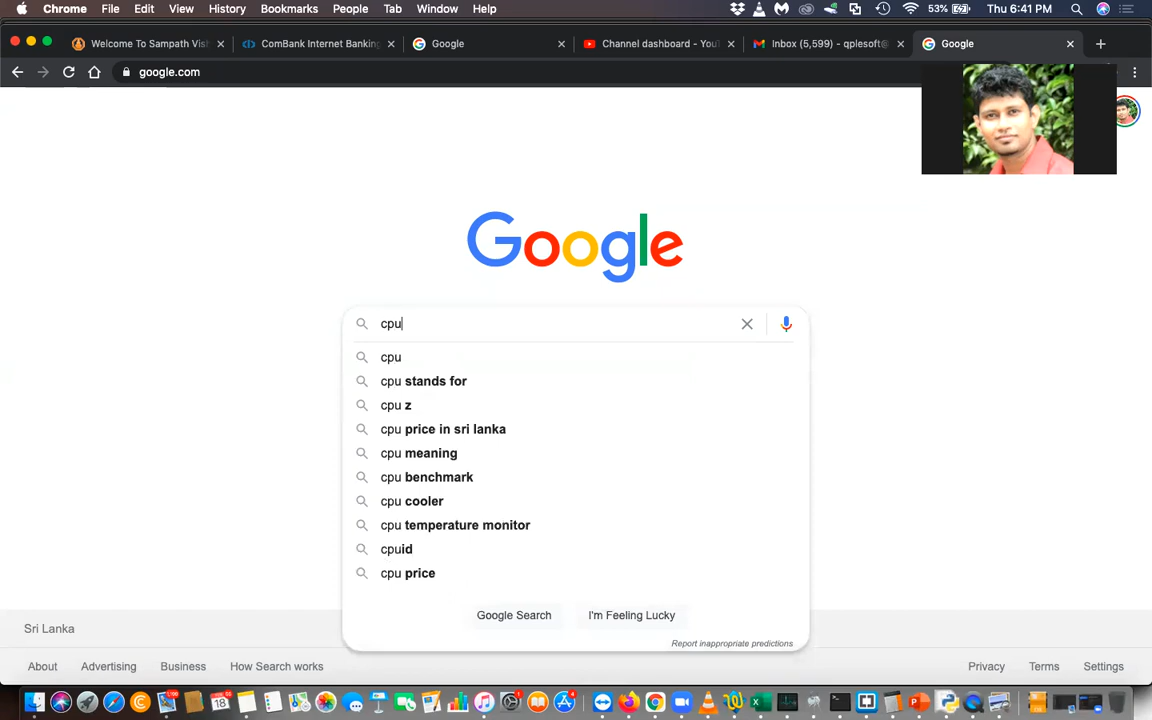 Chrome File Edit View History Bookmarks People Tab Window Help 53% Thu 6:41 PM
Welcome To Sampath Vis ComBank Internet Banking Google Channel dashboard - You Inbox (5,599) - qplesoft@ Google
google.com
Google
cpu
cpu
cpu stands for
cpu z
cpu price in sri lanka
cpu meaning
cpu benchmark
cpu cooler
cpu temperature monitor
cpuid
cpu price
Google Search I'm Feeling Lucky
Report inappropriate predictions
Sri Lanka
About Advertising Business How Search works Privacy Terms Settings
18